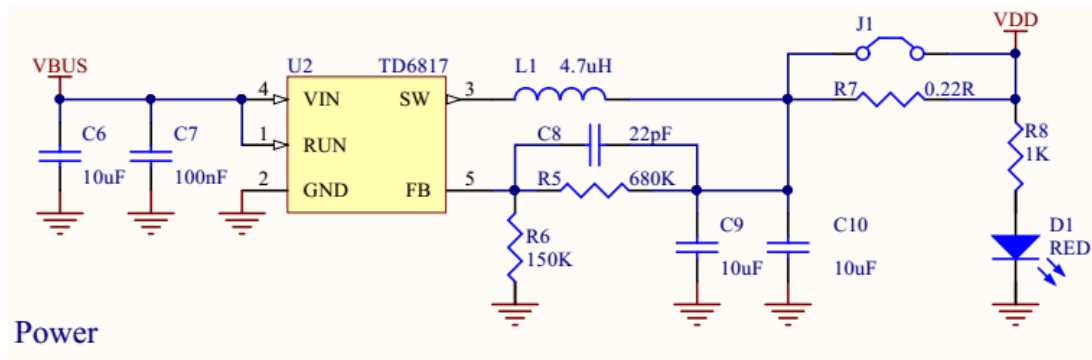 VBUS
C6
10uF
C7
100nF
U2 TD6817
4 VIN SW 3
1 RUN
2 GND FB 5
L1 4.7uH
C8 22pF
R5 680K
R6
150K
C9
10uF
C10
10uF
J1
VDD
R7 0.22R
R8
1K
D1
RED
Power